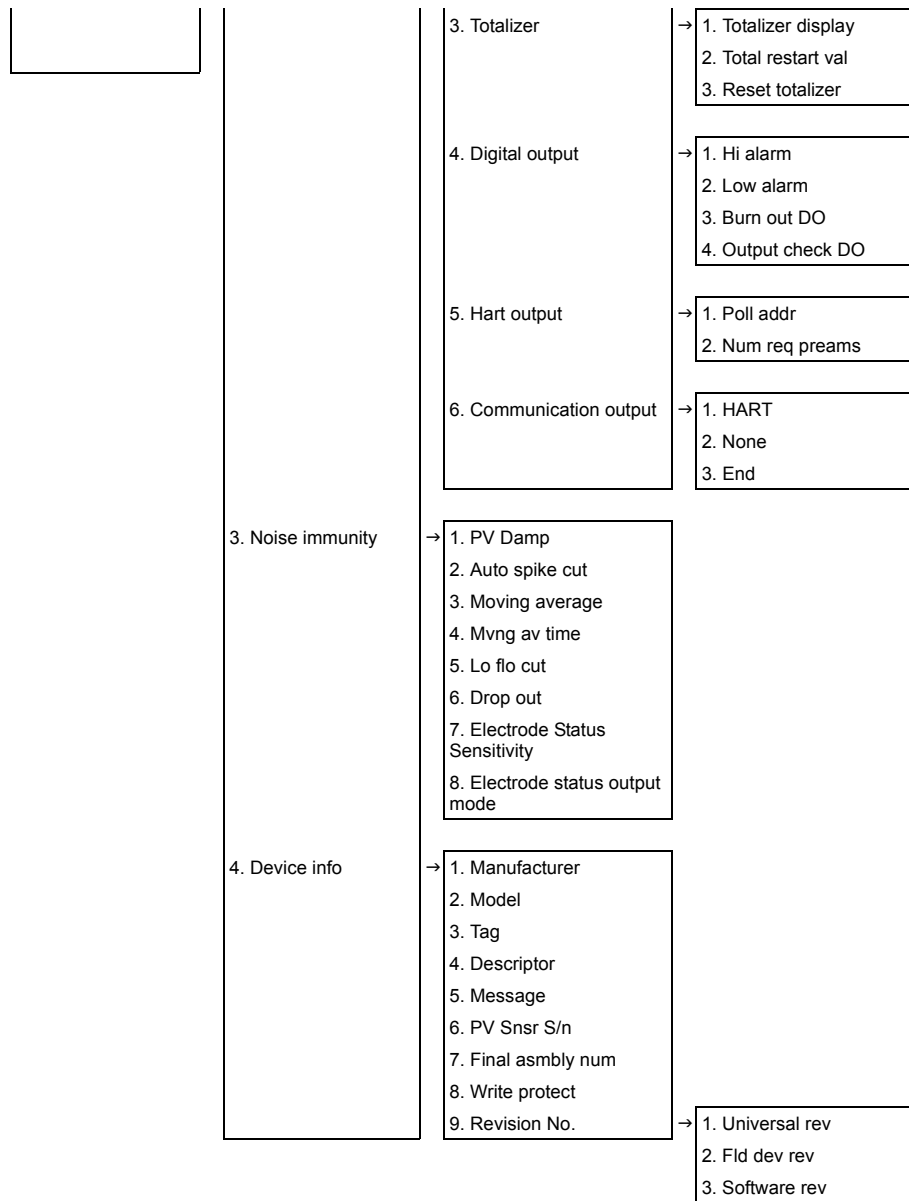 3. Totalizer
→ 1. Totalizer display
2. Total restart val
3. Reset totalizer
4. Digital output
→ 1. Hi alarm
2. Low alarm
3. Burn out DO
4. Output check DO
5. Hart output
→ 1. Poll addr
2. Num req preams
6. Communication output
→ 1. HART
2. None
3. End
3. Noise immunity
→ 1. PV Damp
2. Auto spike cut
3. Moving average
4. Mvng av time
5. Lo flo cut
6. Drop out
7. Electrode Status
Sensitivity
8. Electrode status output
mode
4. Device info
→ 1. Manufacturer
2. Model
3. Tag
4. Descriptor
5. Message
6. PV Snsr S/n
7. Final asmbly num
8. Write protect
9. Revision No.
→ 1. Universal rev
2. Fld dev rev
3. Software rev